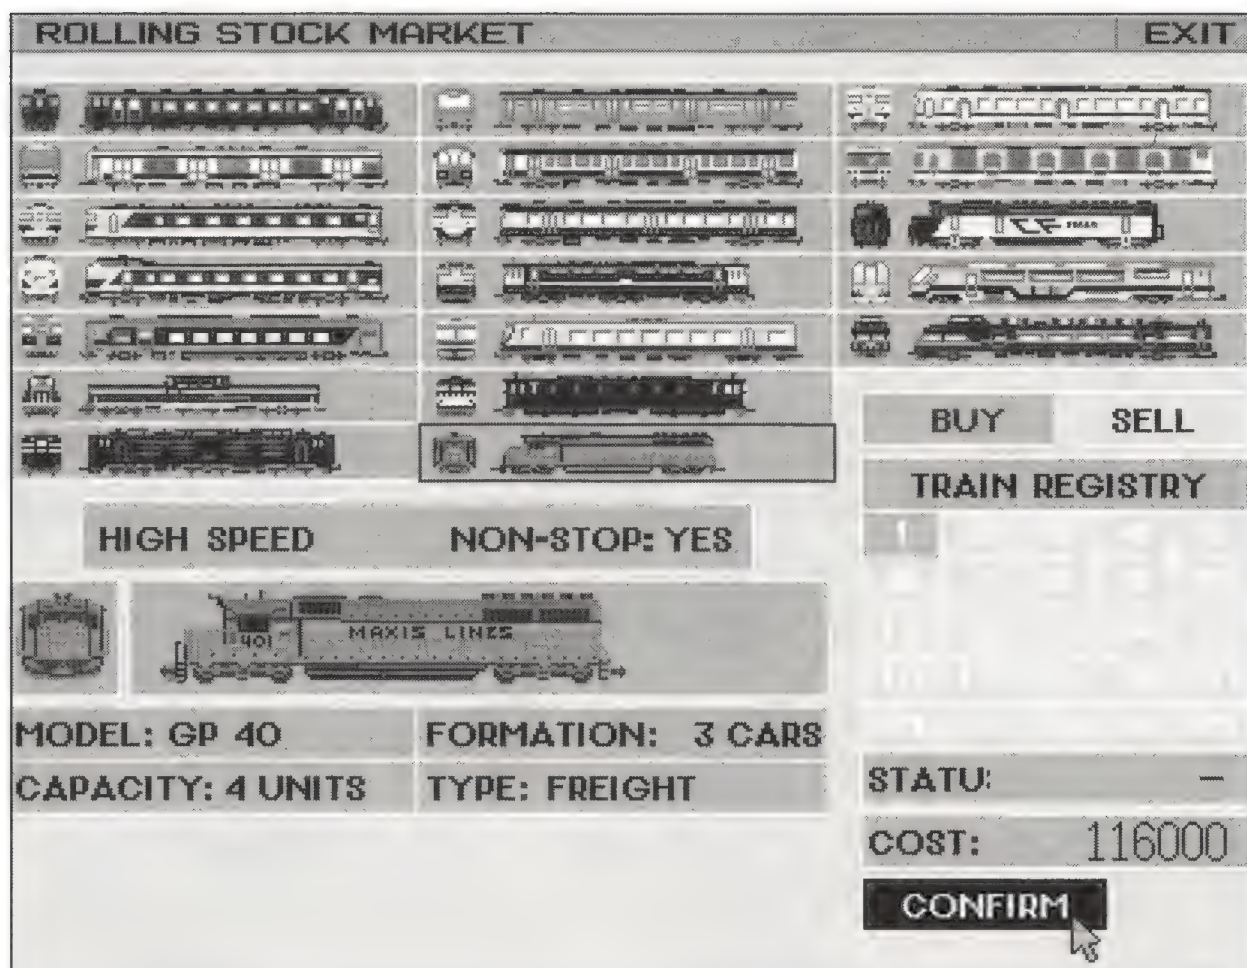 ROLLING STOCK MARKET EXIT
BUY SELL
TRAIN REGISTRY
1
HIGH SPEED NON-STOP: YES
401 MAXIS LINES
MODEL: GP 40 FORMATION: 3 CARS
CAPACITY: 4 UNITS TYPE: FREIGHT
STATU: –
COST: 116000
CONFIRM